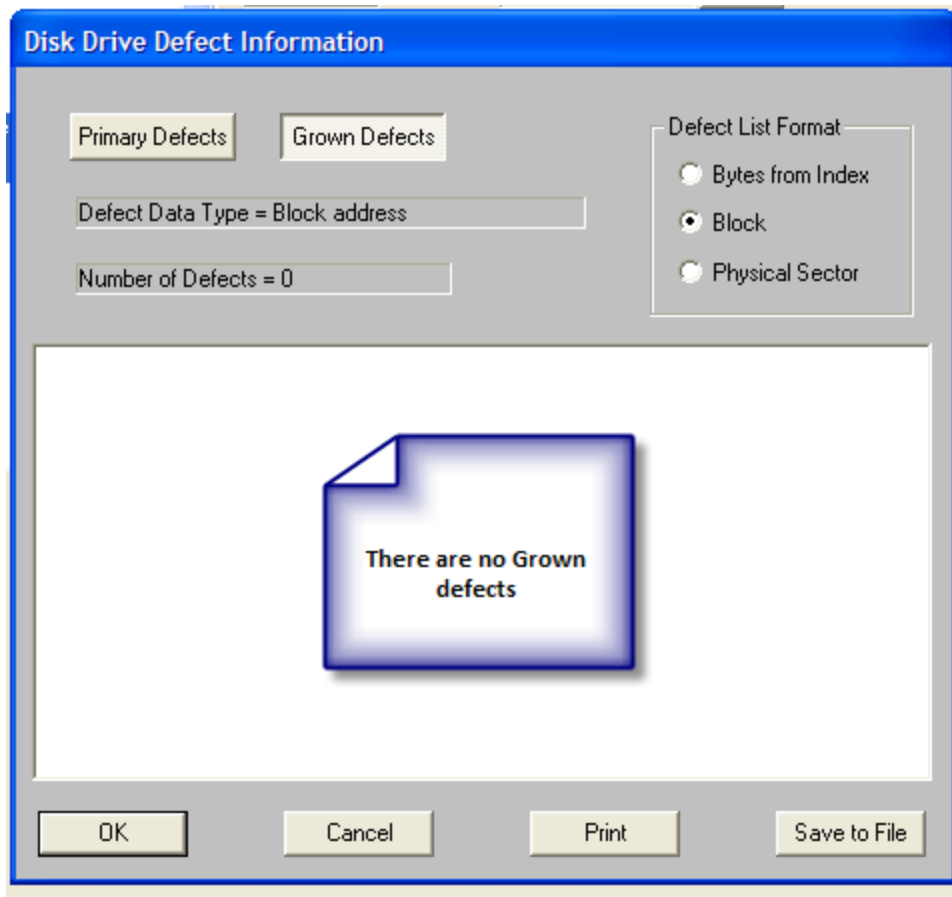 Disk Drive Defect Information
Primary Defects
Grown Defects
Defect List Format
Bytes from Index
Defect Data Type = Block address
Block
Number of Defects = 0
Physical Sector
There are no Grown
defects
OK
Cancel
Print
Save to File